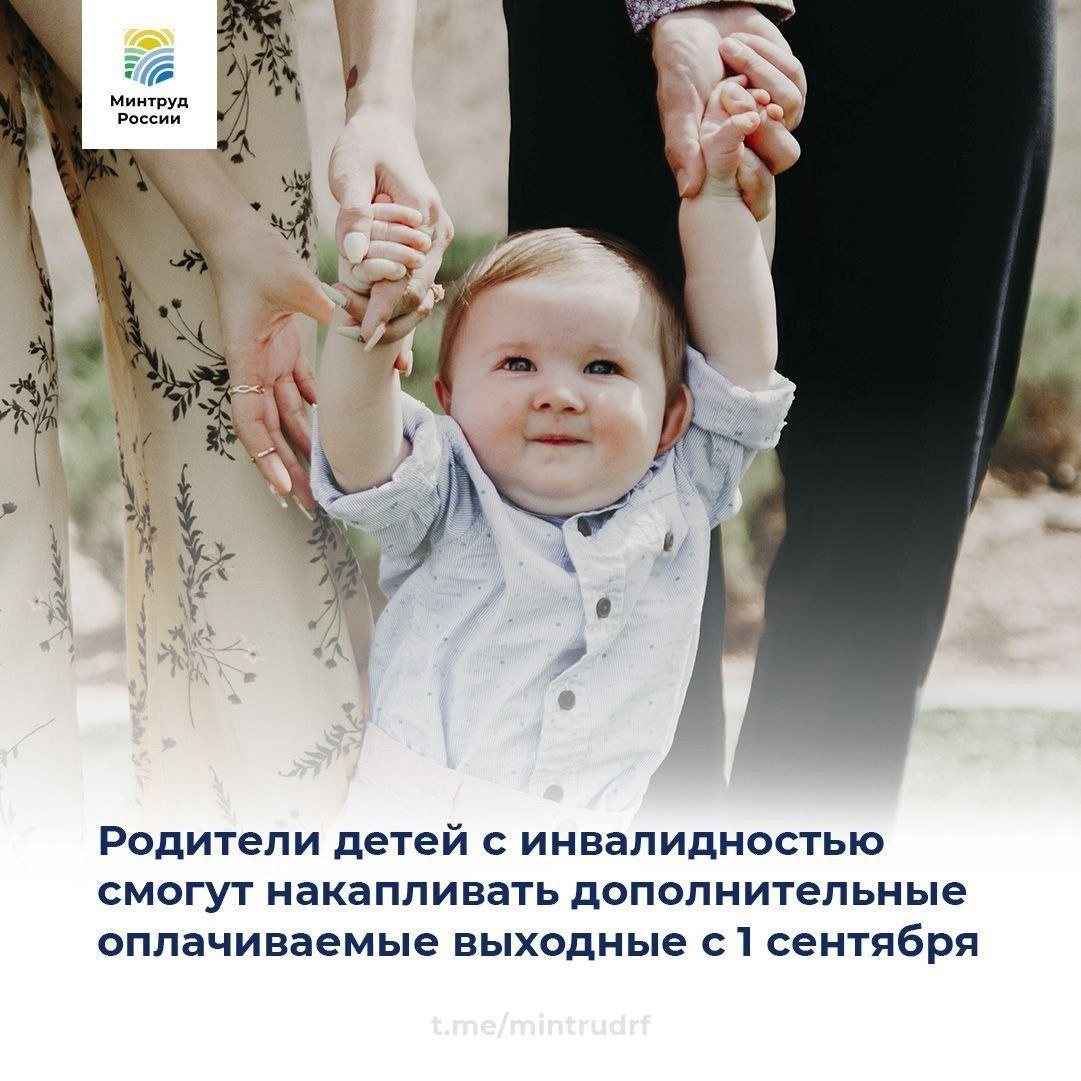 Минтруд
России
Родители детей с инвалидностью
смогут накапливать дополнительные
оплачиваемые выходные с 1 сентября
t.me/mintrudrf